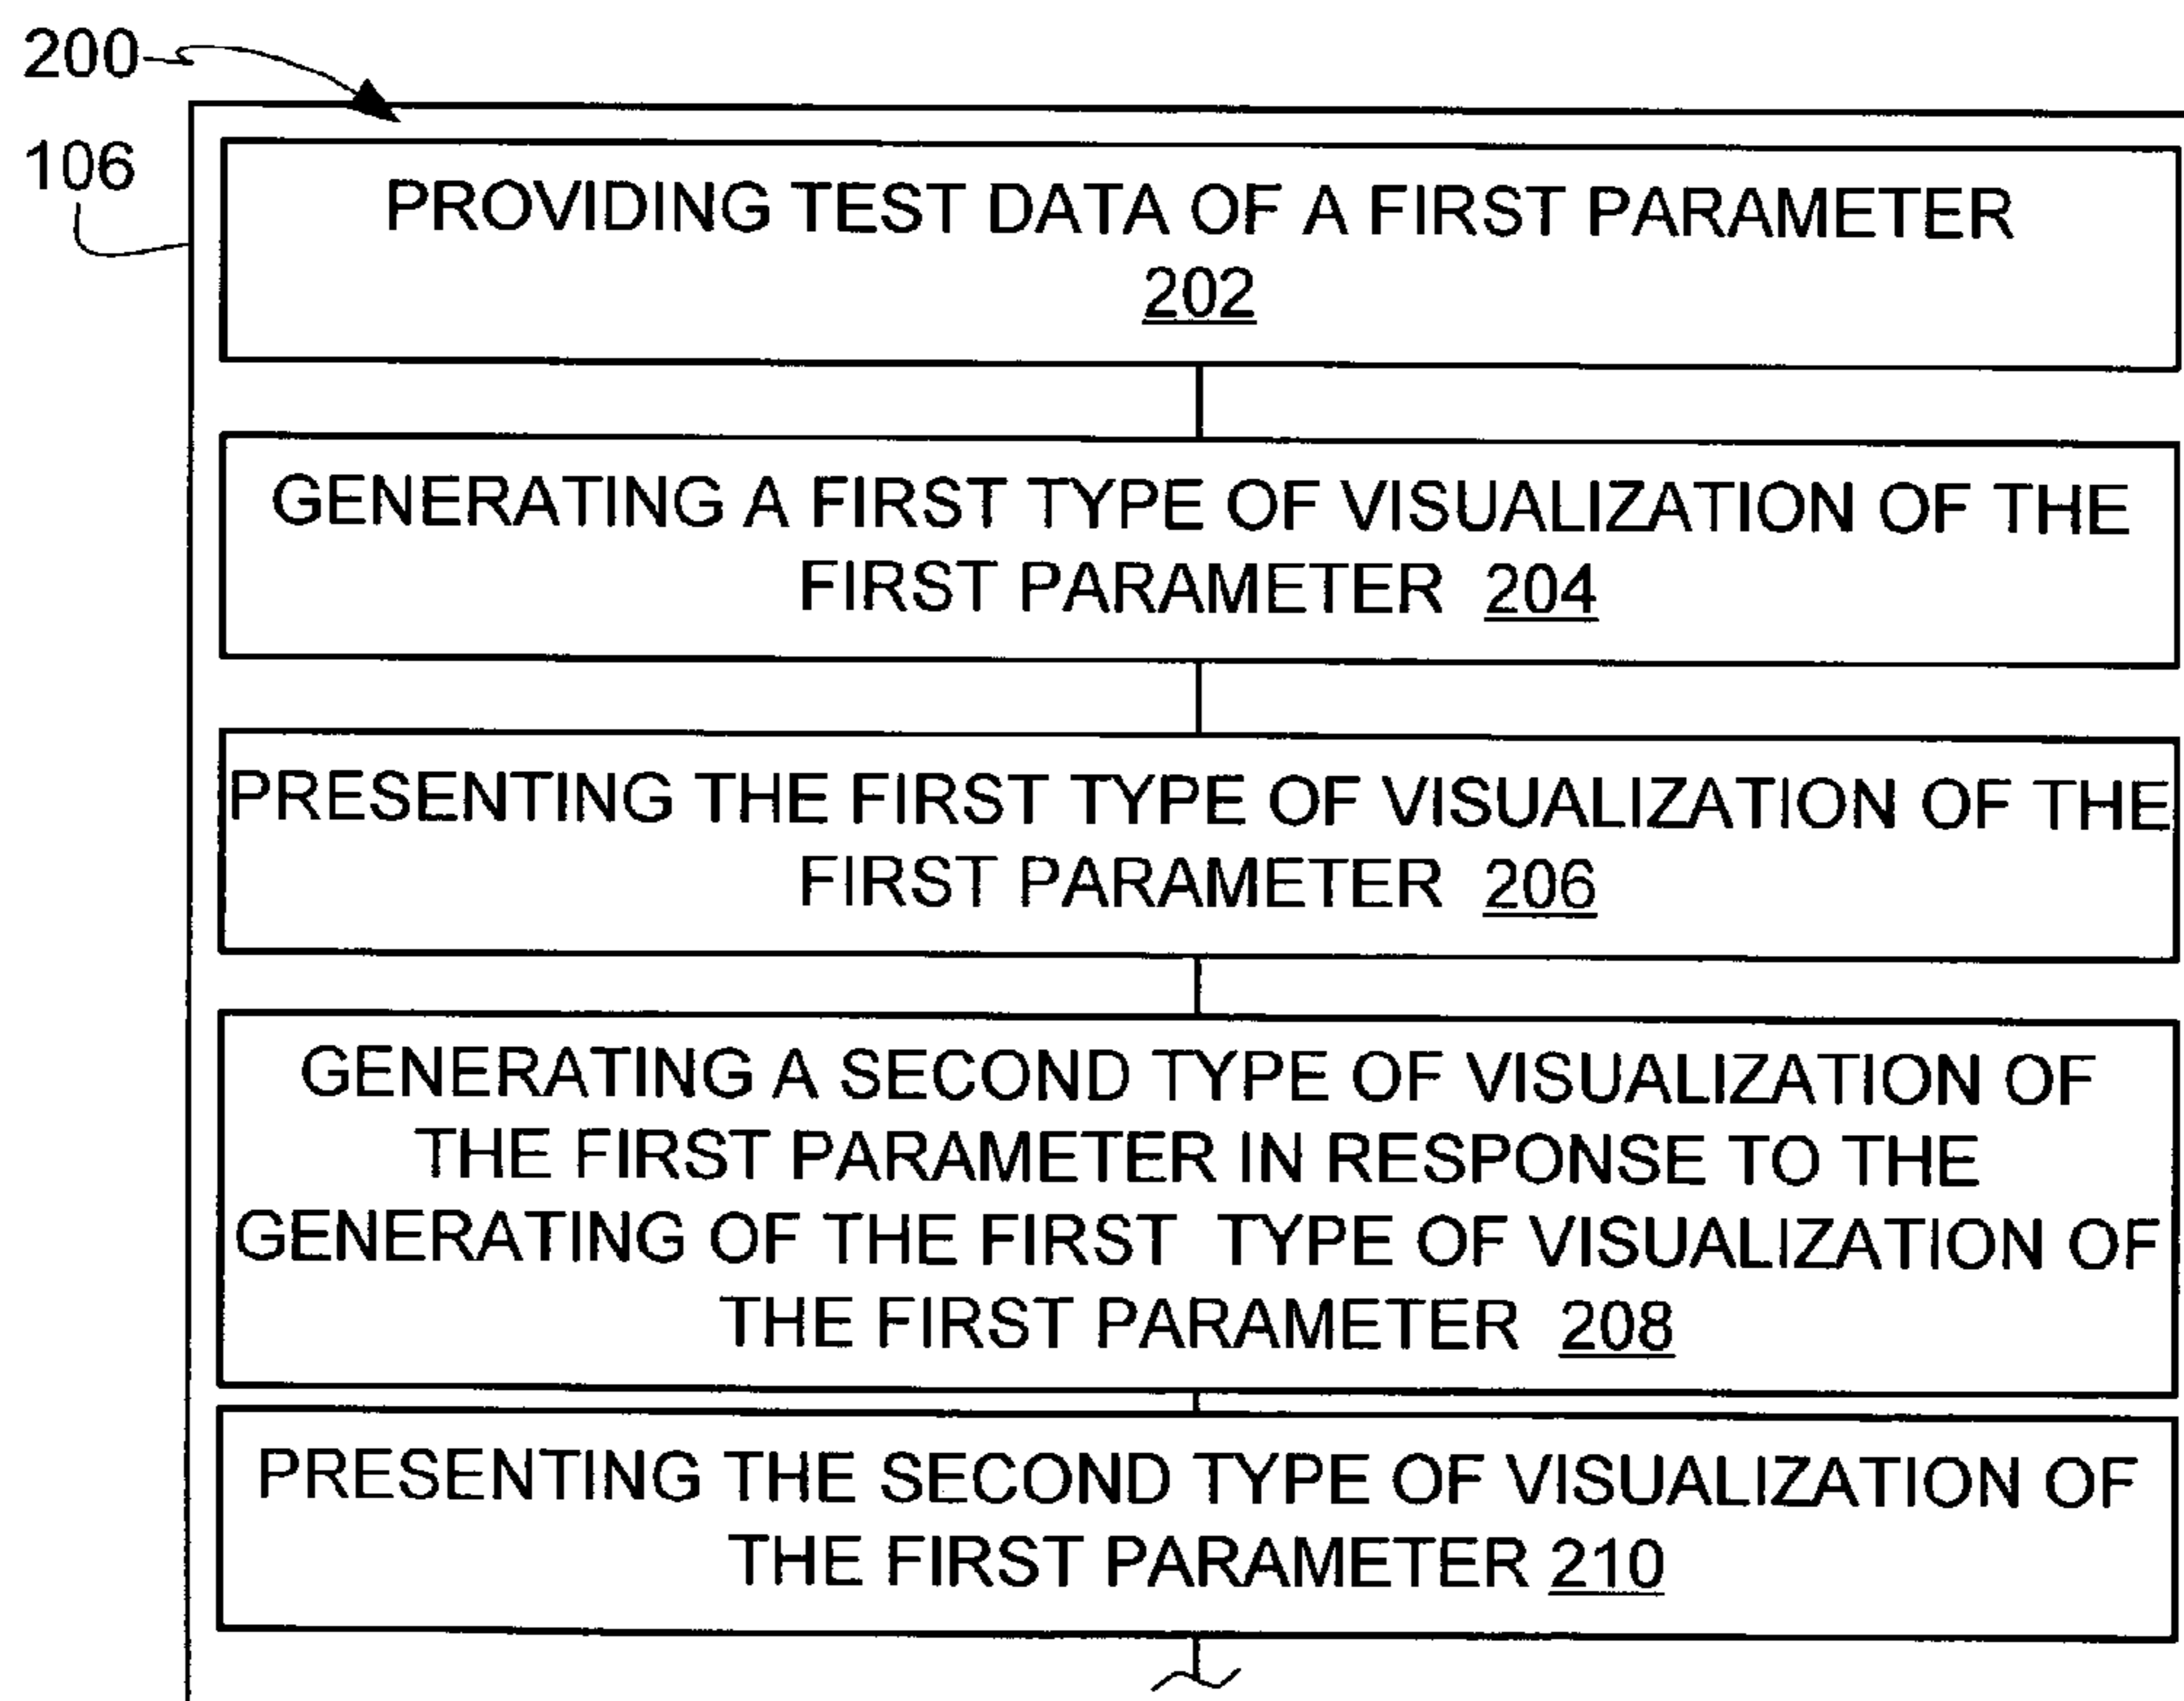 200
106
PROVIDING TEST DATA OF A FIRST PARAMETER
202
GENERATING A FIRST TYPE OF VISUALIZATION OF THE
FIRST PARAMETER 204
PRESENTING THE FIRST TYPE OF VISUALIZATION OF THE
FIRST PARAMETER 206
GENERATING A SECOND TYPE OF VISUALIZATION OF
THE FIRST PARAMETER IN RESPONSE TO THE
GENERATING OF THE FIRST TYPE OF VISUALIZATION OF
THE FIRST PARAMETER 208
PRESENTING THE SECOND TYPE OF VISUALIZATION OF
THE FIRST PARAMETER 210